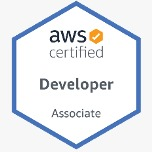 aws
certified
Developer
Associate